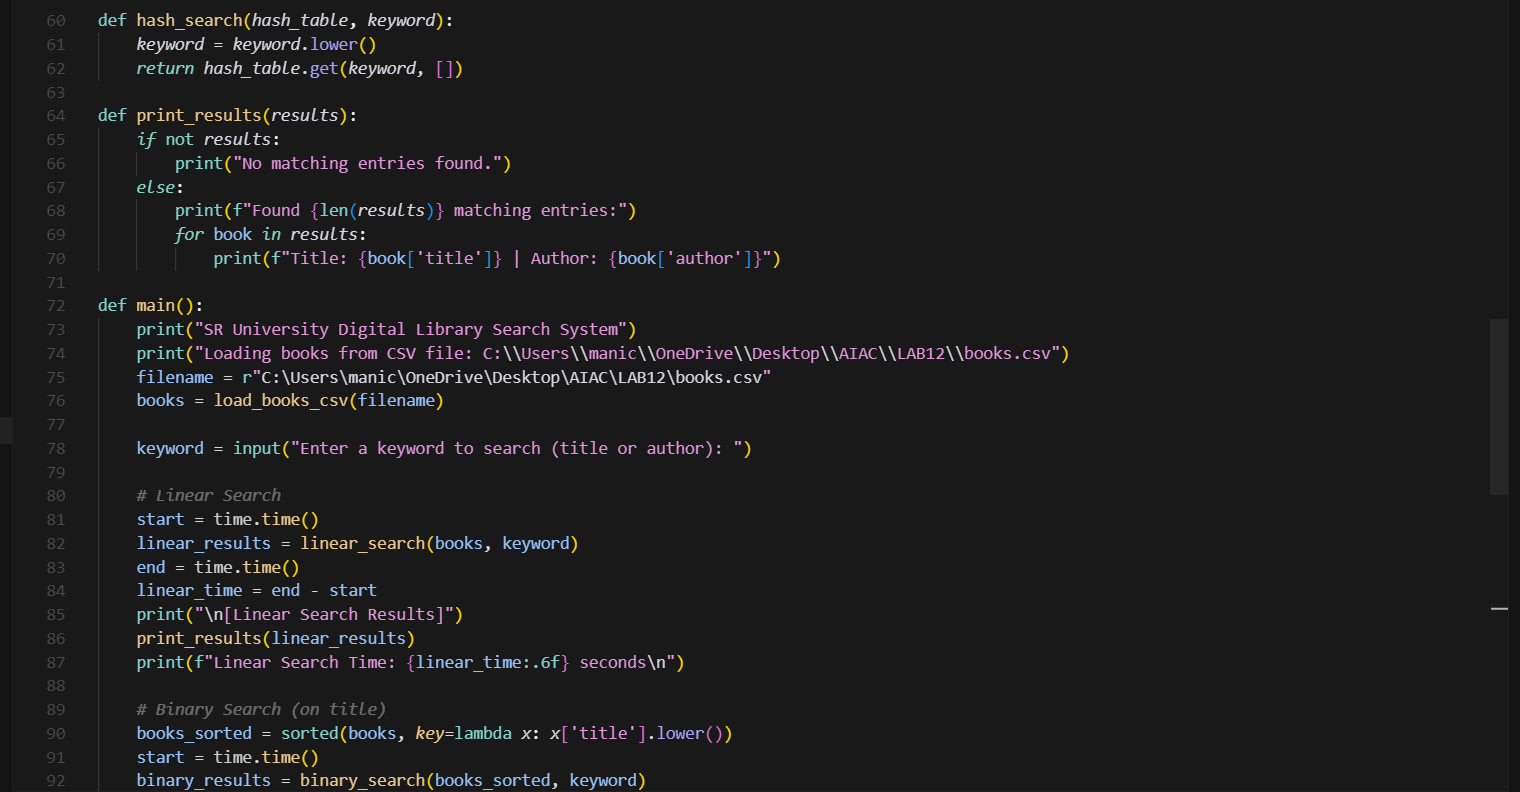 60 def hash_search(hash_table, keyword):
61     keyword = keyword.lower()
62     return hash_table.get(keyword, [])
63
64 def print_results(results):
65     if not results:
66         print("No matching entries found.")
67     else:
68         print(f"Found {len(results)} matching entries:")
69         for book in results:
70             print(f"Title: {book['title']} | Author: {book['author']}")
71
72 def main():
73     print("SR University Digital Library Search System")
74     print("Loading books from CSV file: C:\\Users\\manic\\OneDrive\\Desktop\\AIAC\\LAB12\\books.csv")
75     filename = r"C:\Users\manic\OneDrive\Desktop\AIAC\LAB12\books.csv"
76     books = load_books_csv(filename)
77
78     keyword = input("Enter a keyword to search (title or author): ")
79
80     # Linear Search
81     start = time.time()
82     linear_results = linear_search(books, keyword)
83     end = time.time()
84     linear_time = end - start
85     print("\n[Linear Search Results]")
86     print_results(linear_results)
87     print(f"Linear Search Time: {linear_time:.6f} seconds\n")
88
89     # Binary Search (on title)
90     books_sorted = sorted(books, key=lambda x: x['title'].lower())
91     start = time.time()
92     binary_results = binary_search(books_sorted, keyword)